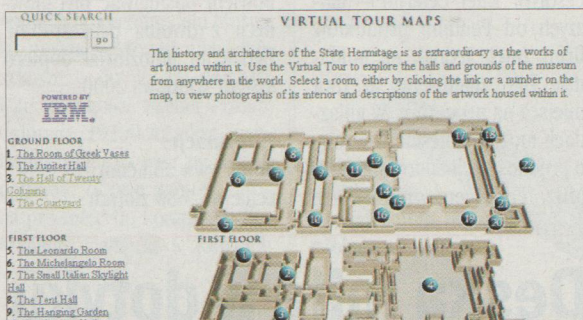 QUICK SEARCH
go
POWERED BY
IBM.
GROUND FLOOR
1. The Room of Greek Vases
2. The Jupiter Hall
3. The Hall of Twenty
Columns
4. The Courtyard
FIRST FLOOR
5. The Leonardo Room
6. The Michelangelo Room
7. The Small Italian Skylight
Hall
8. The Tent Hall
9. The Hanging Garden
VIRTUAL TOUR MAPS
The history and architecture of the State Hermitage is as extraordinary as the works of
art housed within it. Use the Virtual Tour to explore the halls and grounds of the museum
from anywhere in the world. Select a room, either by clicking the link or a number on the
map, to view photographs of its interior and descriptions of the artwork housed within it.
FIRST FLOOR